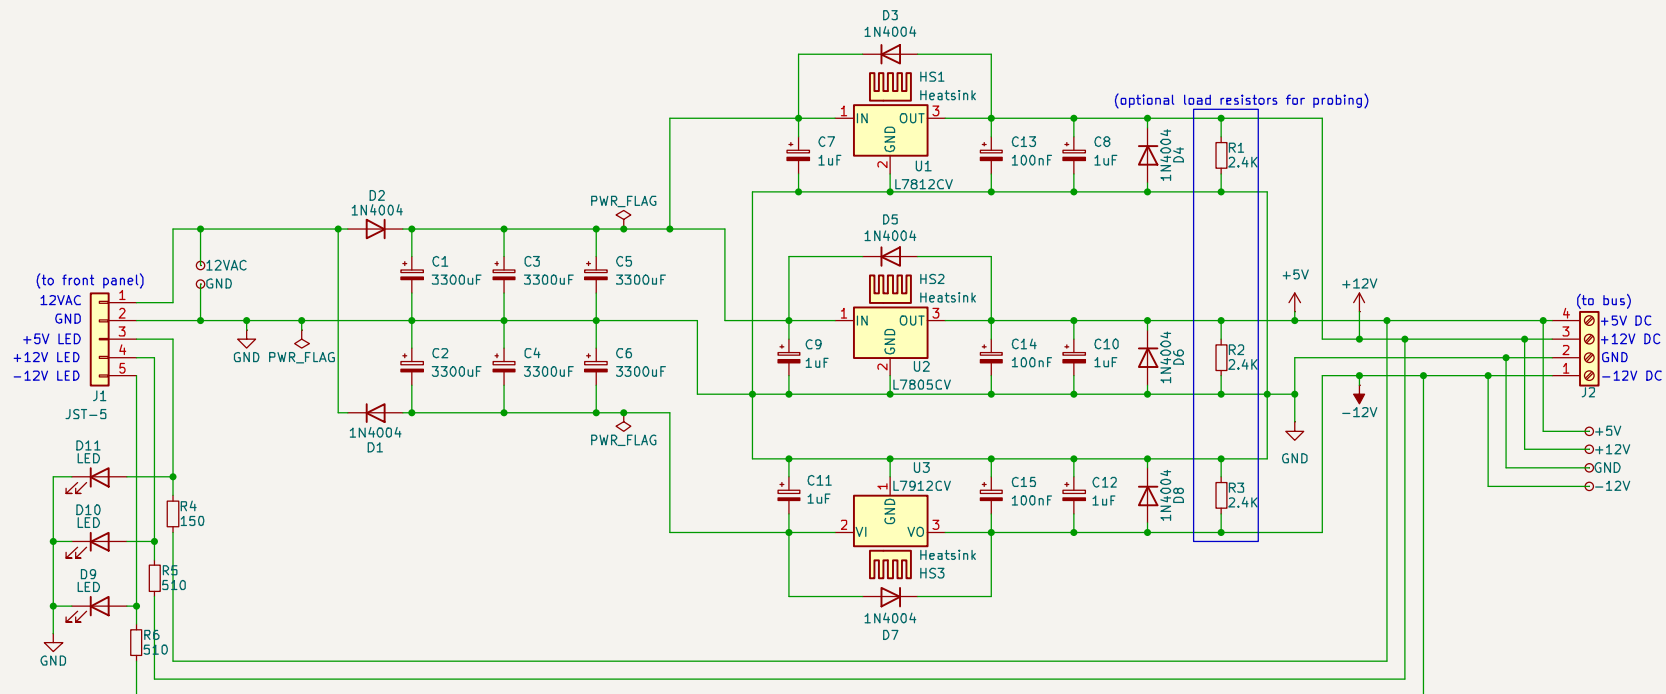 D3
1N4004
HS1
Heatsink
1 IN OUT 3
GND
2
U1
L7812CV
C7
1uF
C13
100nF
C8
1uF
1N4004
D4
(optional load resistors for probing)
R1
2.4K
D2
1N4004
PWR_FLAG
D5
1N4004
HS2
Heatsink
1 IN OUT 3
GND
2
U2
L7805CV
C9
1uF
C14
100nF
C10
1uF
1N4004
D6
R2
2.4K
12VAC
GND
(to front panel)
12VAC 1
GND 2
+5V LED 3
+12V LED 4
-12V LED 5
J1
JST-5
GND
PWR_FLAG
C1
3300uF
C3
3300uF
C5
3300uF
C2
3300uF
C4
3300uF
C6
3300uF
1N4004
D1
PWR_FLAG
+5V
+12V
(to bus)
4 +5V DC
3 +12V DC
2 GND
1 -12V DC
J2
-12V
GND
+5V
+12V
GND
-12V
C11
1uF
U3
L7912CV
1
GND
2 VI VO 3
C15
100nF
C12
1uF
1N4004
D8
R3
2.4K
Heatsink
HS3
1N4004
D7
D11
LED
R4
150
D10
LED
R5
510
D9
LED
R6
510
GND